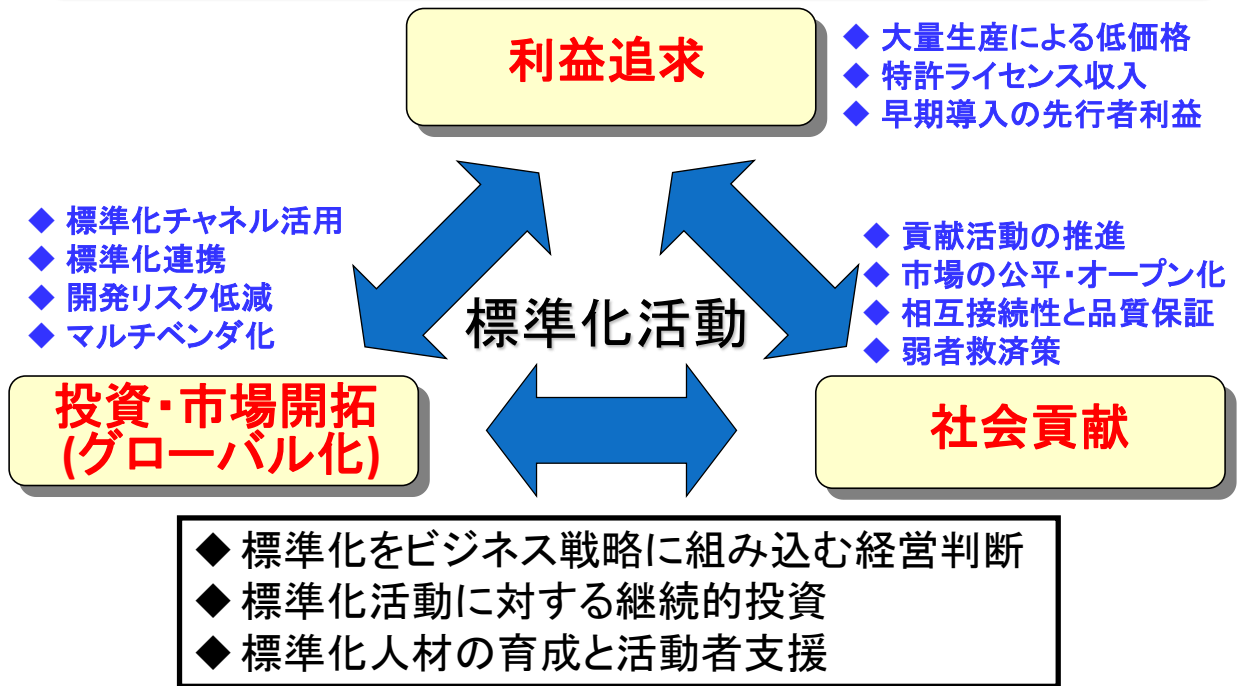 利益追求
◆ 大量生産による低価格
◆ 特許ライセンス収入
◆ 早期導入の先行者利益
◆ 標準化チャネル活用
◆ 標準化連携
◆ 開発リスク低減
◆ マルチベンダ化
◆ 貢献活動の推進
◆ 市場の公平・オープン化
◆ 相互接続性と品質保証
◆ 弱者救済策
標準化活動
投資・市場開拓
(グローバル化)
社会貢献
◆ 標準化をビジネス戦略に組み込む経営判断
◆ 標準化活動に対する継続的投資
◆ 標準化人材の育成と活動者支援